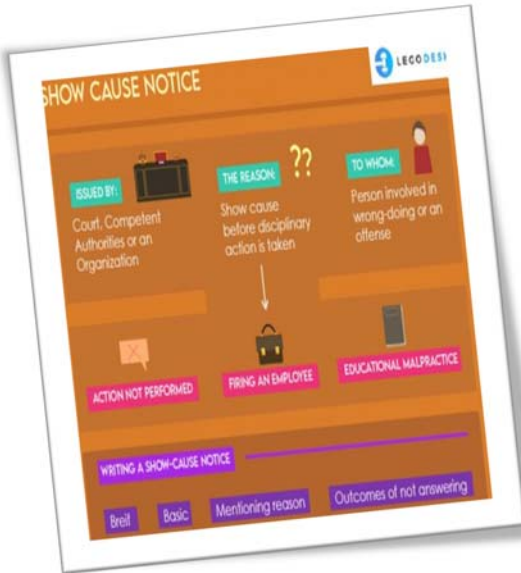 LEGODESI
SHOW CAUSE NOTICE
ISSUED BY:
Court, Competent
Authorities or an
Organization
THE REASON:
??
Show cause
before disciplinary
action is taken
TO WHOM:
Person involved in
wrong-doing or an
offense
ACTION NOT PERFORMED
FIRING AN EMPLOYEE
EDUCATIONAL MALPRACTICE
WRITING A SHOW-CAUSE NOTICE
Breif
Basic
Mentioning reason
Outcomes of not answering